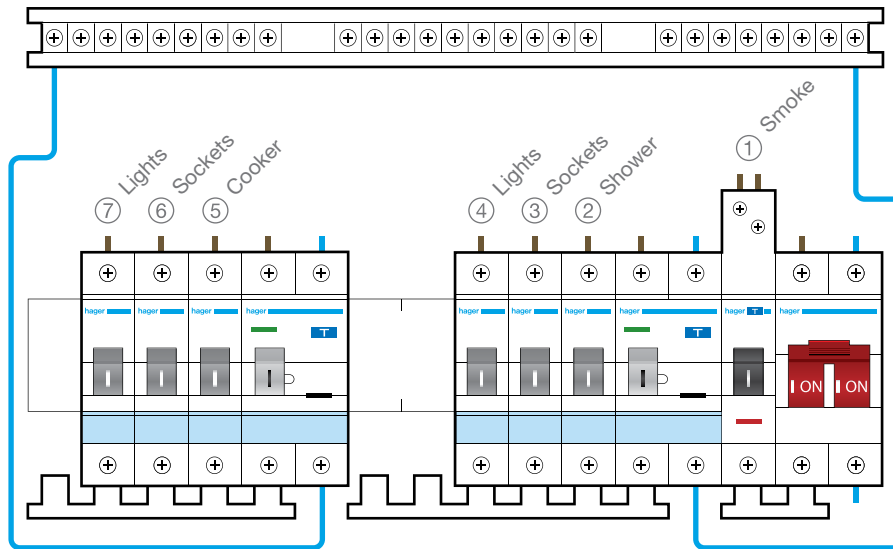 ① Smoke
⑦ Lights
⑥ Sockets
⑤ Cooker
④ Lights
③ Sockets
② Shower
hager
hager
hager
hager
hager
hager
hager
hager
hager
hager
T
T
T
I ON
I ON